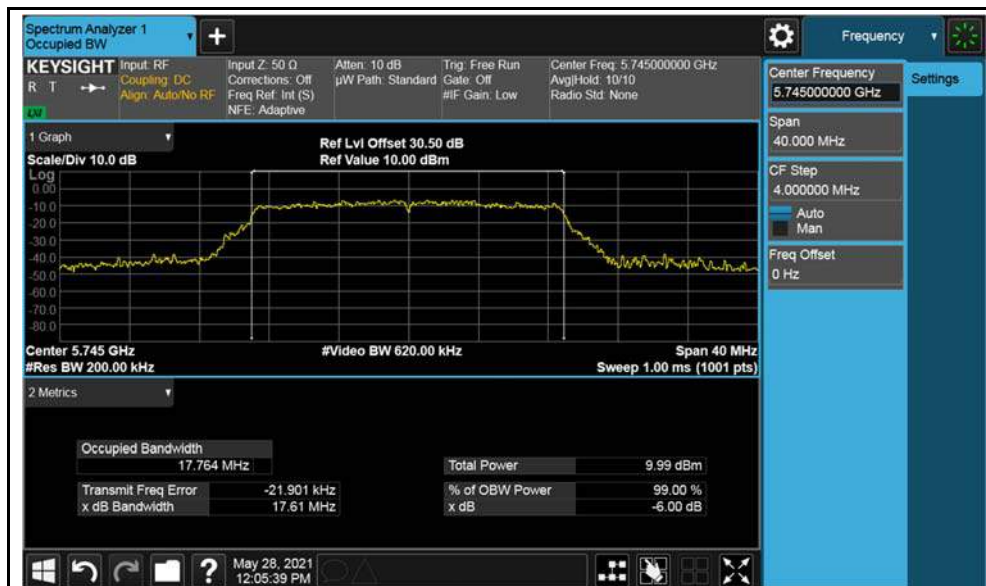 Spectrum Analyzer 1
Occupied BW
Frequency
KEYSIGHT
R T
Input: RF
Coupling: DC
Align: Auto/No RF
Input Z: 50 Ω
Corrections: Off
Freq Ref: Int (S)
NFE: Adaptive
Atten: 10 dB
µW Path: Standard
Trig: Free Run
Gate: Off
#IF Gain: Low
Center Freq: 5.745000000 GHz
Avg|Hold: 10/10
Radio Std: None
Center Frequency
5.745000000 GHz
Settings
Span
40.000 MHz
CF Step
4.000000 MHz
Auto
Man
Freq Offset
0 Hz
1 Graph
Scale/Div 10.0 dB
Ref Lvl Offset 30.50 dB
Ref Value 10.00 dBm
Log
0.00
-10.0
-20.0
-30.0
-40.0
-50.0
-60.0
-70.0
-80.0
Center 5.745 GHz
#Video BW 620.00 kHz
Span 40 MHz
#Res BW 200.00 kHz
Sweep 1.00 ms (1001 pts)
2 Metrics
Occupied Bandwidth
17.764 MHz
Total Power 9.99 dBm
Transmit Freq Error -21.901 kHz
% of OBW Power 99.00 %
x dB Bandwidth 17.61 MHz
x dB -6.00 dB
May 28, 2021
12:05:39 PM